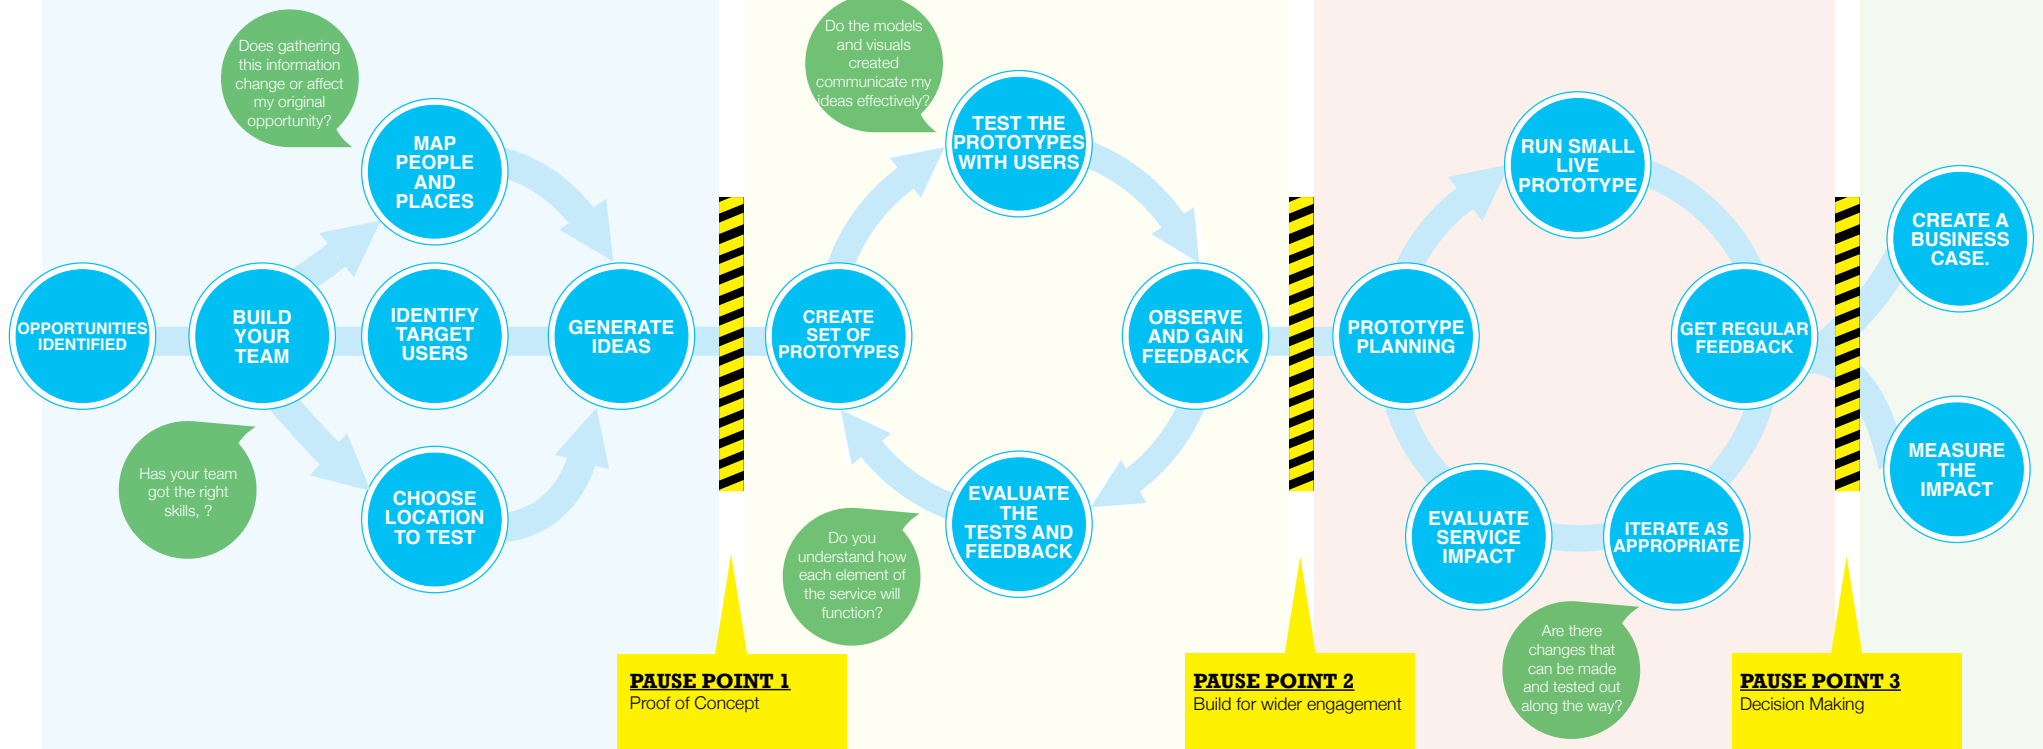 Does gathering
this information
change or affect
my original
opportunity?
MAP
PEOPLE
AND
PLACES
OPPORTUNITIES
IDENTIFIED
BUILD
YOUR
TEAM
IDENTIFY
TARGET
USERS
GENERATE
IDEAS
Has your team
got the right
skills, ?
CHOOSE
LOCATION
TO TEST
PAUSE POINT 1
Proof of Concept
Do the models
and visuals
created
communicate my
ideas effectively?
TEST THE
PROTOTYPES
WITH USERS
CREATE
SET OF
PROTOTYPES
OBSERVE
AND GAIN
FEEDBACK
EVALUATE
THE
TESTS AND
FEEDBACK
Do you
understand how
each element of
the service will
function?
PAUSE POINT 2
Build for wider engagement
RUN SMALL
LIVE
PROTOTYPE
PROTOTYPE
PLANNING
GET REGULAR
FEEDBACK
EVALUATE
SERVICE
IMPACT
ITERATE AS
APPROPRIATE
Are there
changes that
can be made
and tested out
along the way?
PAUSE POINT 3
Decision Making
CREATE A
BUSINESS
CASE.
MEASURE
THE
IMPACT